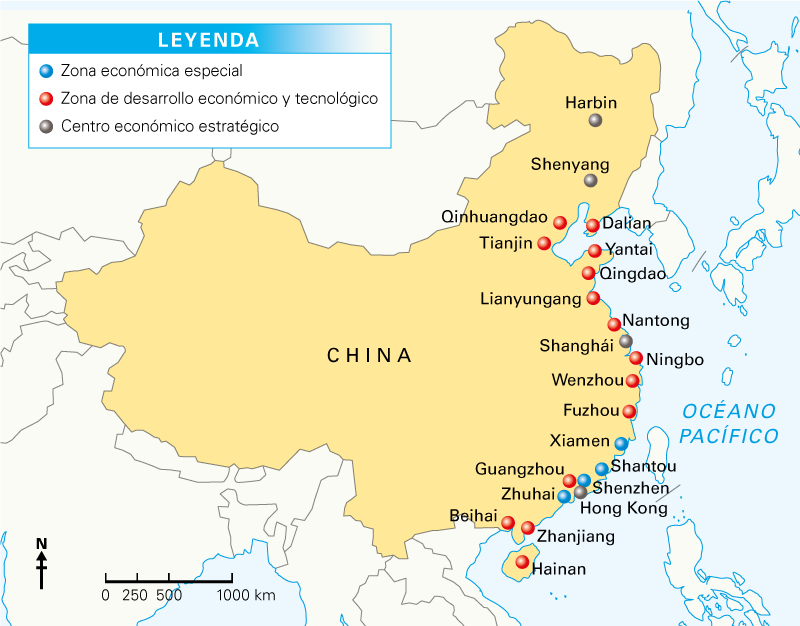 LEYENDA
Zona económica especial
Zona de desarrollo económico y tecnológico
Centro económico estratégico
Harbin
Shenyang
Qinhuangdao
Dalian
Tianjin
Yantai
Qingdao
Lianyungang
Nantong
Shanghái
Ningbo
CHINA
Wenzhou
Fuzhou
OCÉANO
PACÍFICO
Xiamen
Guangzhou
Shantou
Shenzhen
Zhuhai
Hong Kong
Beihai
Zhanjiang
Hainan
N
0 250 500 1000 km